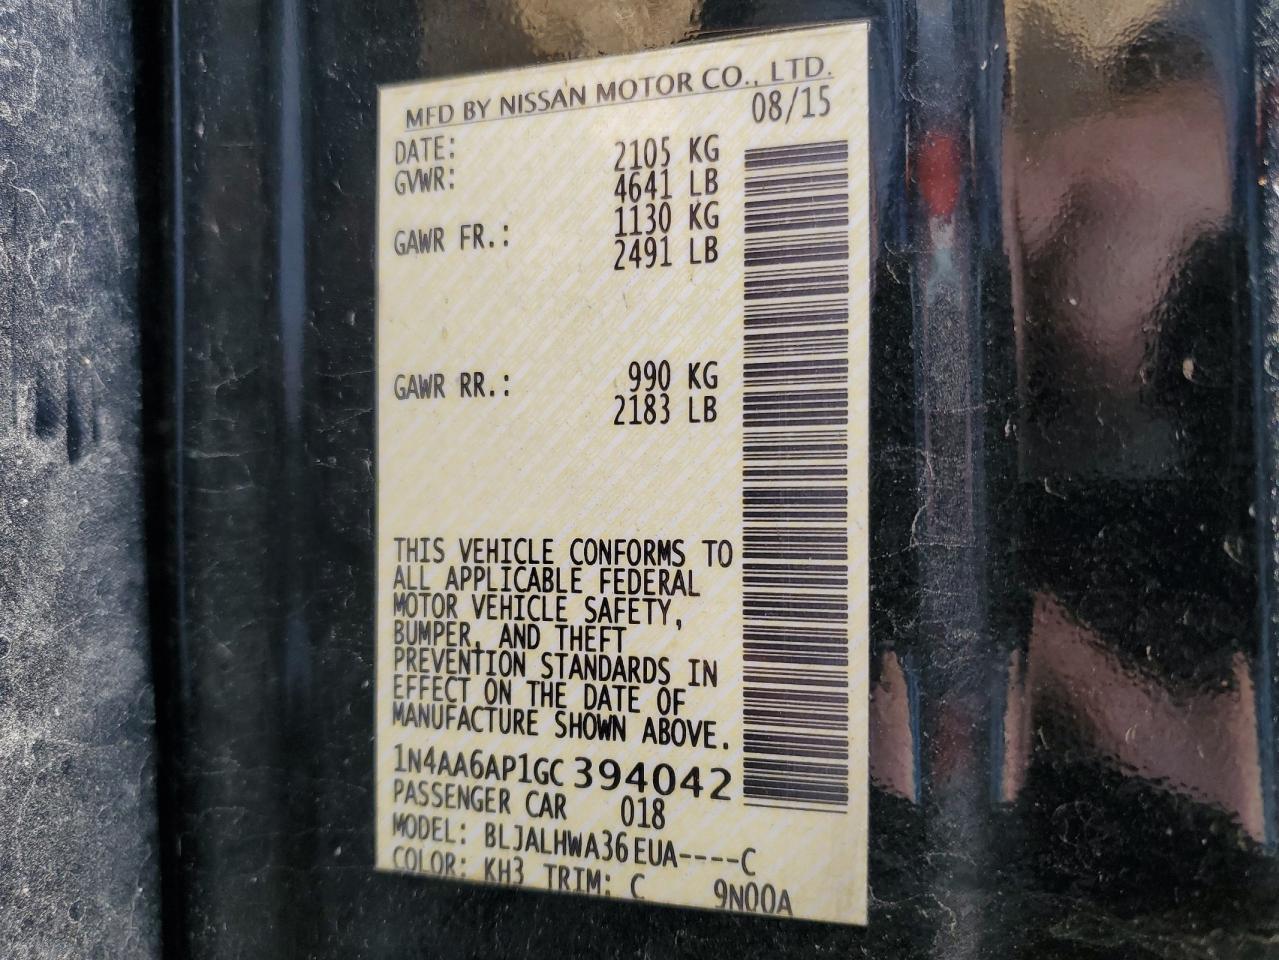 MFD BY NISSAN MOTOR CO., LTD.
DATE: 08/15
GVWR: 2105 KG
4641 LB
GAWR FR.: 1130 KG
2491 LB
GAWR RR.: 990 KG
2183 LB
THIS VEHICLE CONFORMS TO
ALL APPLICABLE FEDERAL
MOTOR VEHICLE SAFETY,
BUMPER, AND THEFT
PREVENTION STANDARDS IN
EFFECT ON THE DATE OF
MANUFACTURE SHOWN ABOVE.
1N4AA6AP1GC394042
PASSENGER CAR 018
MODEL: BLJALHWA36EUA----C
COLOR: KH3 TRIM: C 9N00A